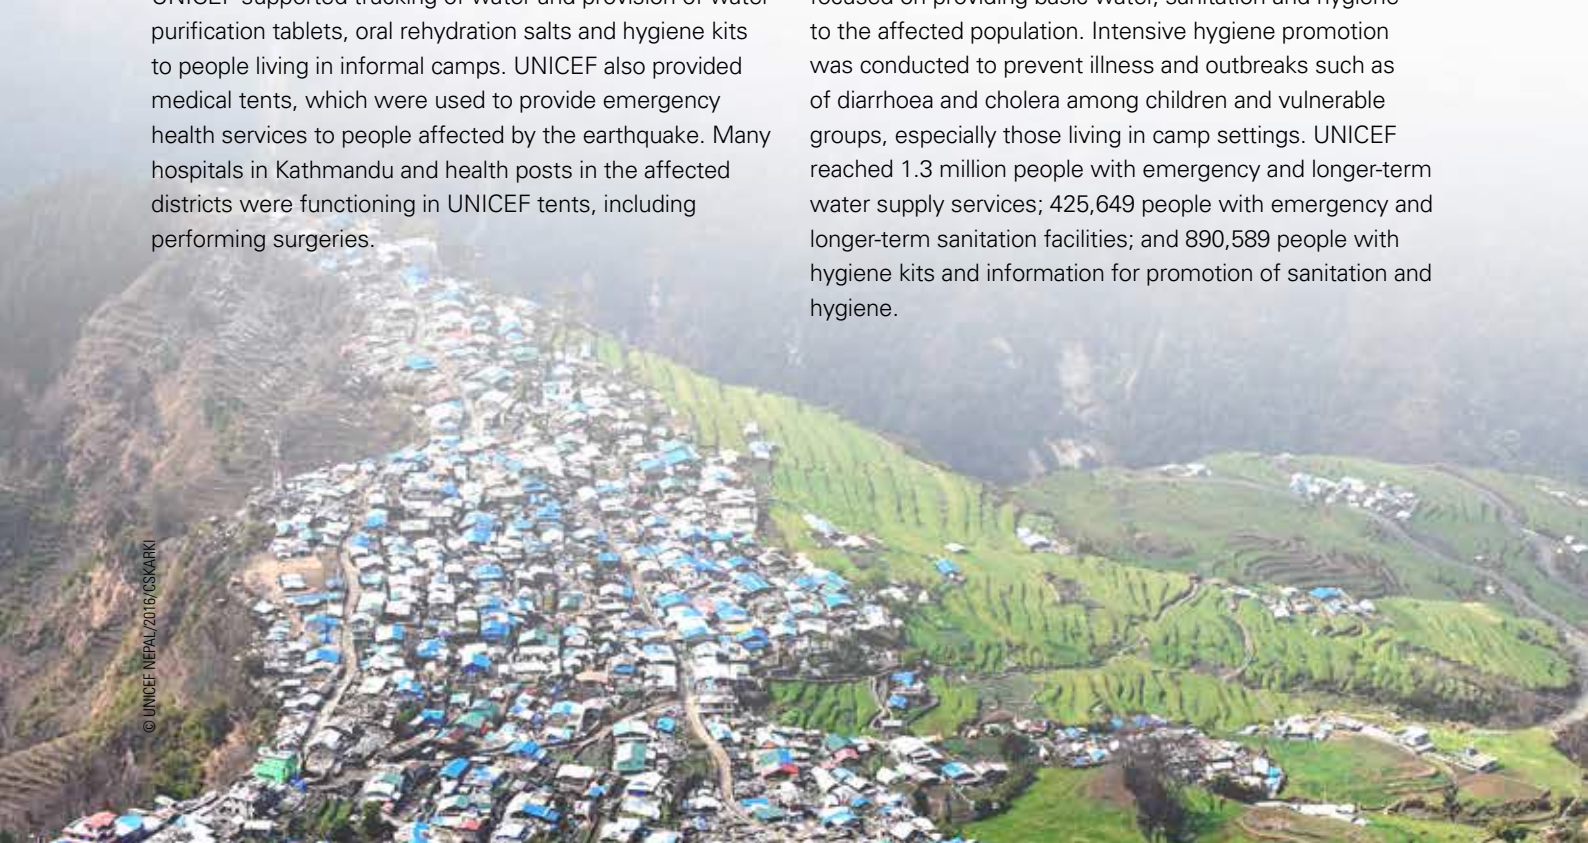 purification tablets, oral rehydration salts and hygiene kits
to people living in informal camps. UNICEF also provided
medical tents, which were used to provide emergency
health services to people affected by the earthquake. Many
hospitals in Kathmandu and health posts in the affected
districts were functioning in UNICEF tents, including
performing surgeries.
to the affected population. Intensive hygiene promotion
was conducted to prevent illness and outbreaks such as
of diarrhoea and cholera among children and vulnerable
groups, especially those living in camp settings. UNICEF
reached 1.3 million people with emergency and longer-term
water supply services; 425,649 people with emergency and
longer-term sanitation facilities; and 890,589 people with
hygiene kits and information for promotion of sanitation and
hygiene.
© UNICEF NEPAL/2016/CSKARKI